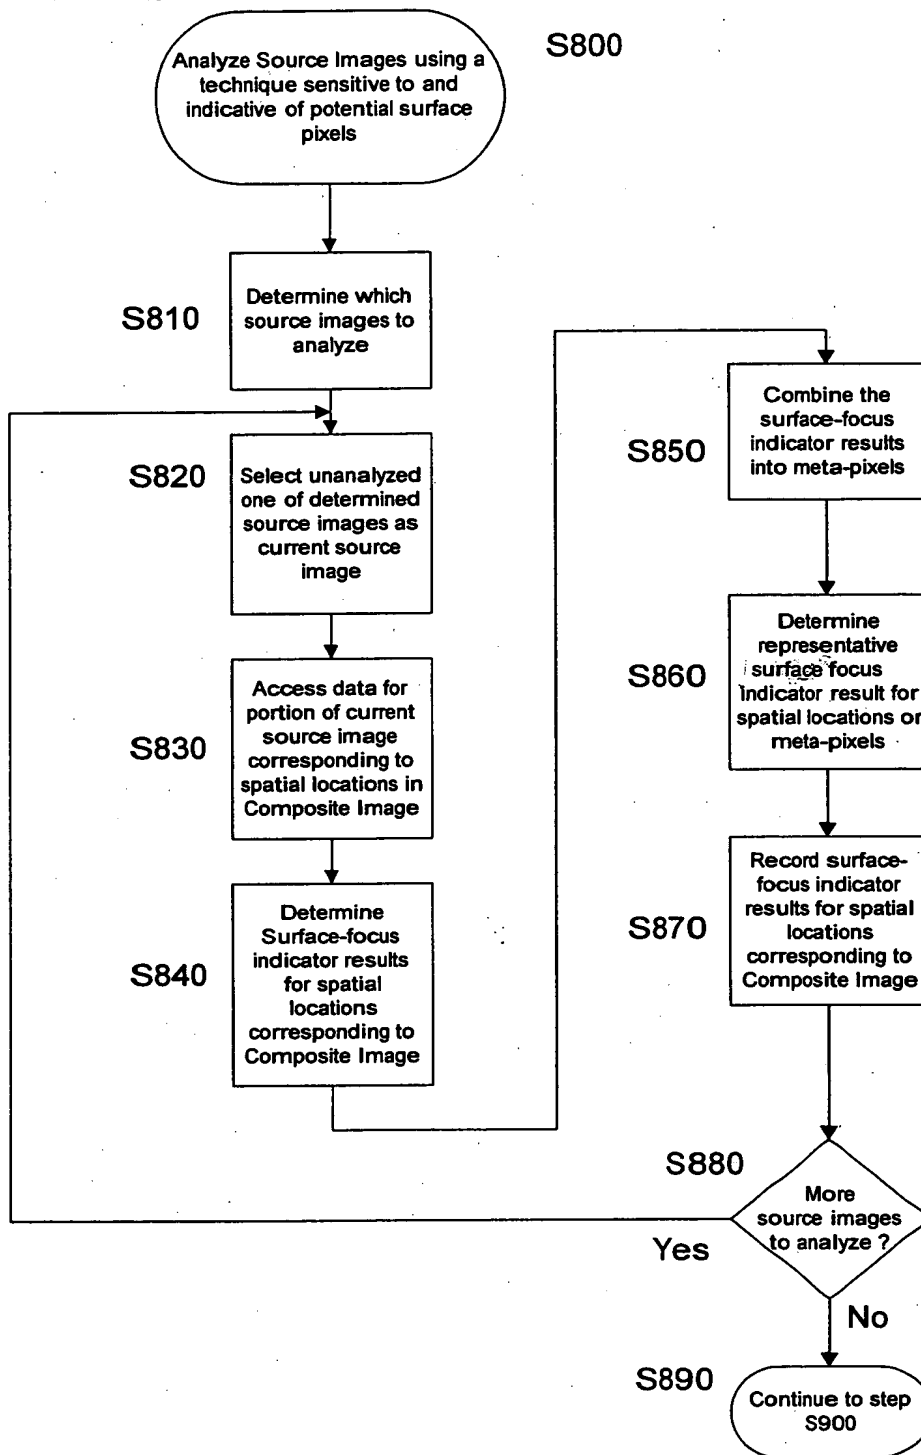 S800
Analyze Source Images using a
technique sensitive to and
indicative of potential surface
pixels
S810
Determine which
source images to
analyze
S820
Select unanalyzed
one of determined
source images as
current source
image
S830
Access data for
portion of current
source image
corresponding to
spatial locations in
Composite Image
S840
Determine
Surface-focus
indicator results
for spatial
locations
corresponding to
Composite Image
S850
Combine the
surface-focus
indicator results
into meta-pixels
S860
Determine
representative
surface focus
indicator result for
spatial locations or
meta-pixels
S870
Record surface-
focus indicator
results for spatial
locations
corresponding to
Composite Image
S880
More
source images
to analyze ?
Yes
No
S890
Continue to step
S900